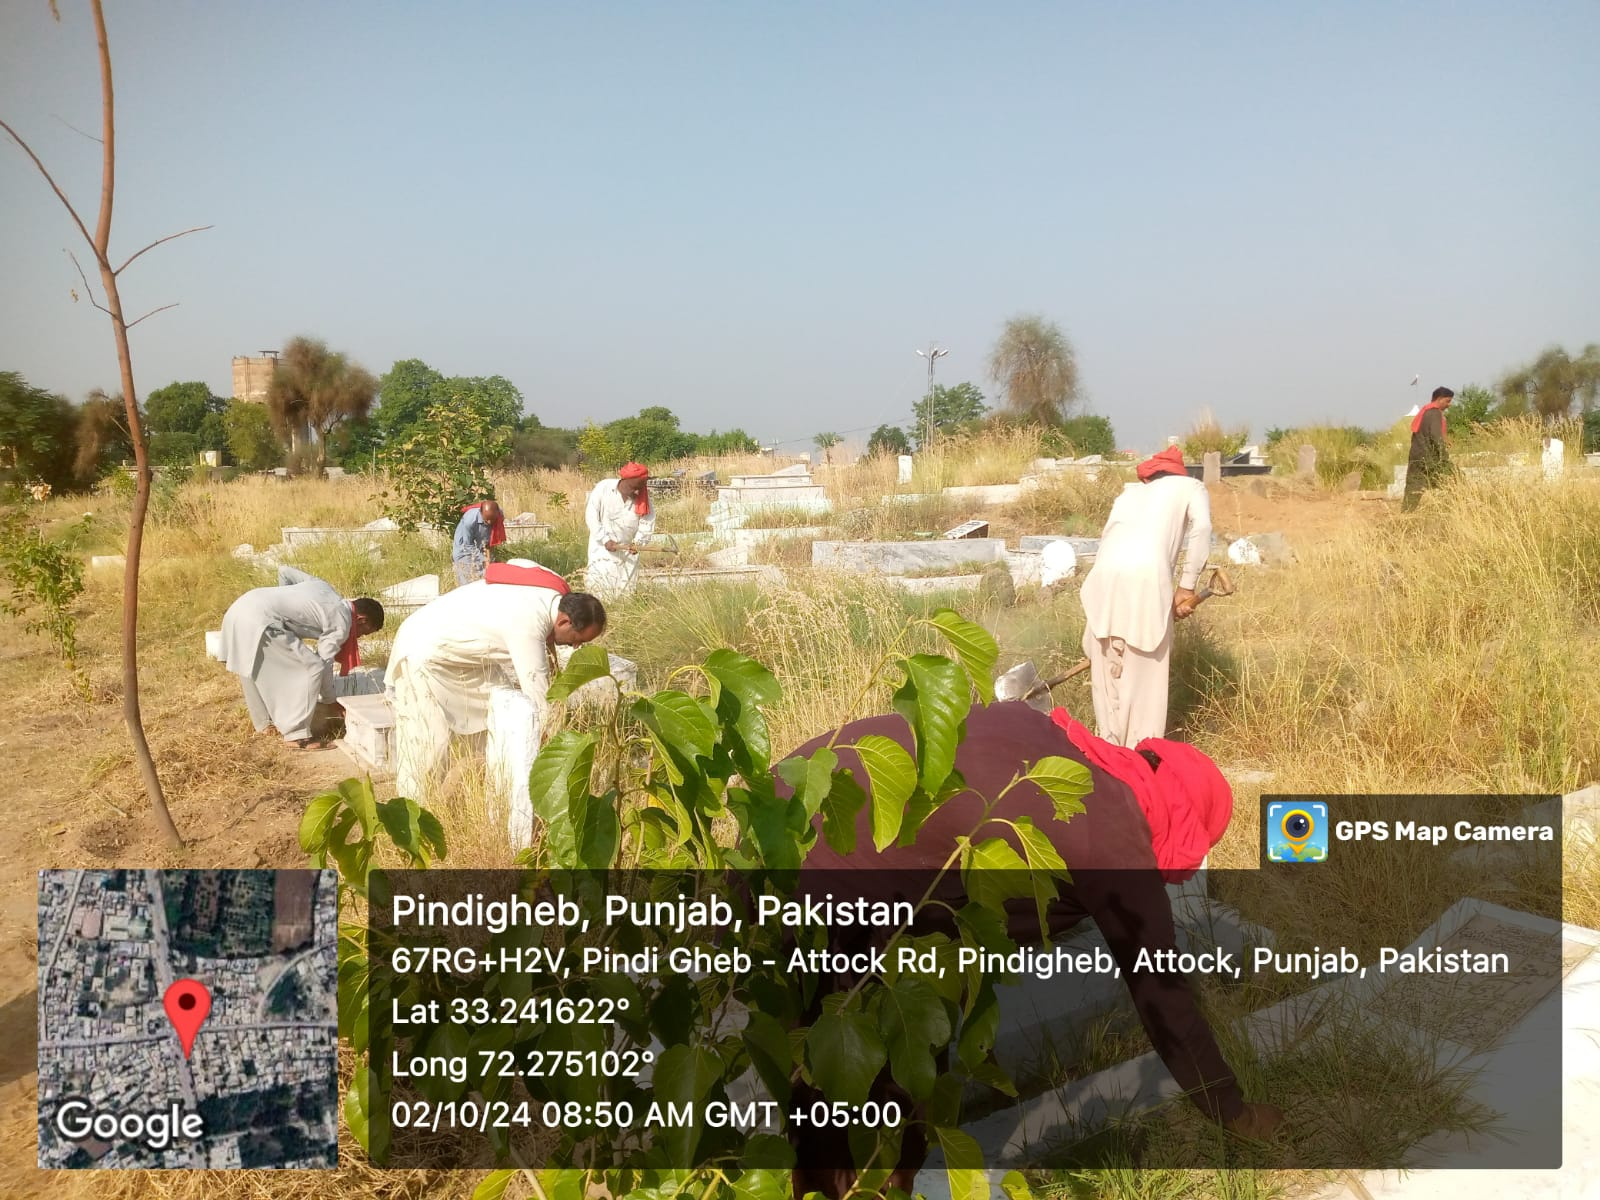 GPS Map Camera
Pindigheb, Punjab, Pakistan
67RG+H2V, Pindi Gheb - Attock Rd, Pindigheb, Attock, Punjab, Pakistan
Lat 33.241622°
Long 72.275102°
02/10/24 08:50 AM GMT +05:00
Google